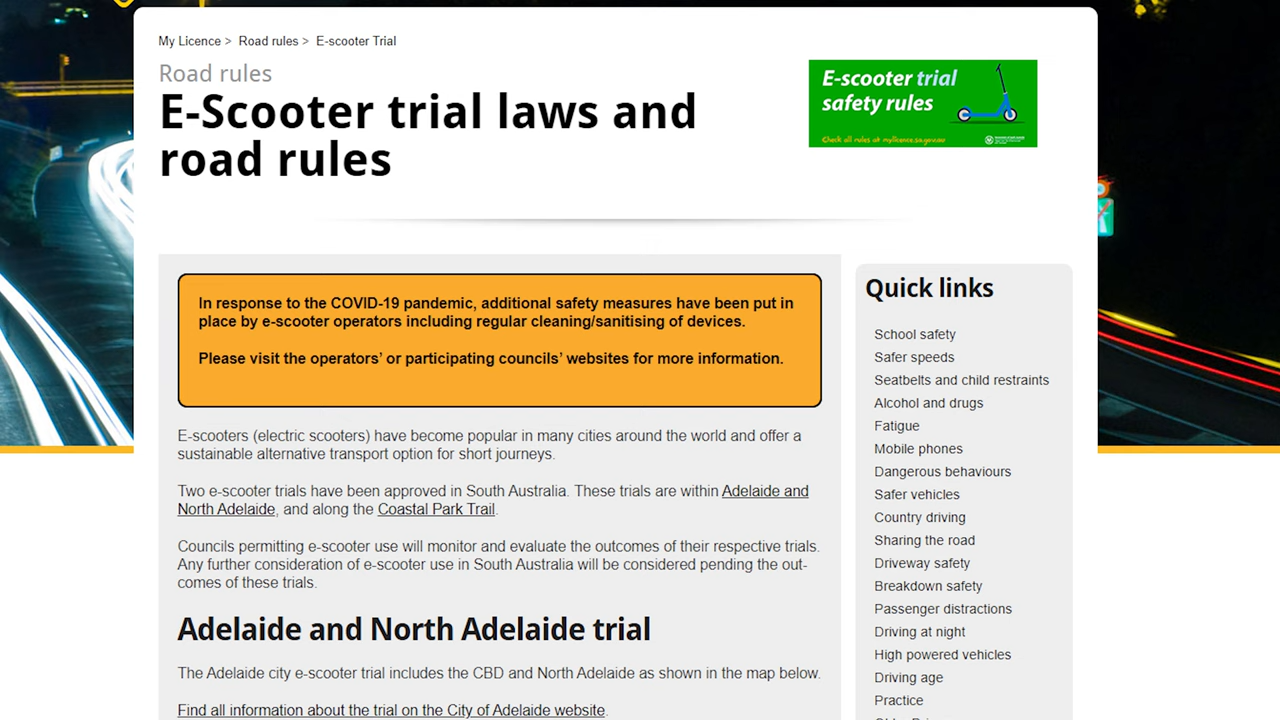 My Licence > Road rules > E-scooter Trial
Road rules
E-Scooter trial laws and
road rules
E-scooter trial
safety rules
Check all rules at mylicence.sa.gov.au
In response to the COVID-19 pandemic, additional safety measures have been put in
place by e-scooter operators including regular cleaning/sanitising of devices.
Please visit the operators' or participating councils' websites for more information.
E-scooters (electric scooters) have become popular in many cities around the world and offer a
sustainable alternative transport option for short journeys.
Two e-scooter trials have been approved in South Australia. These trials are within Adelaide and
North Adelaide, and along the Coastal Park Trail.
Councils permitting e-scooter use will monitor and evaluate the outcomes of their respective trials.
Any further consideration of e-scooter use in South Australia will be considered pending the out-
comes of these trials.
Adelaide and North Adelaide trial
The Adelaide city e-scooter trial includes the CBD and North Adelaide as shown in the map below.
Find all information about the trial on the City of Adelaide website.
Quick links
School safety
Safer speeds
Seatbelts and child restraints
Alcohol and drugs
Fatigue
Mobile phones
Dangerous behaviours
Safer vehicles
Country driving
Sharing the road
Driveway safety
Breakdown safety
Passenger distractions
Driving at night
High powered vehicles
Driving age
Practice